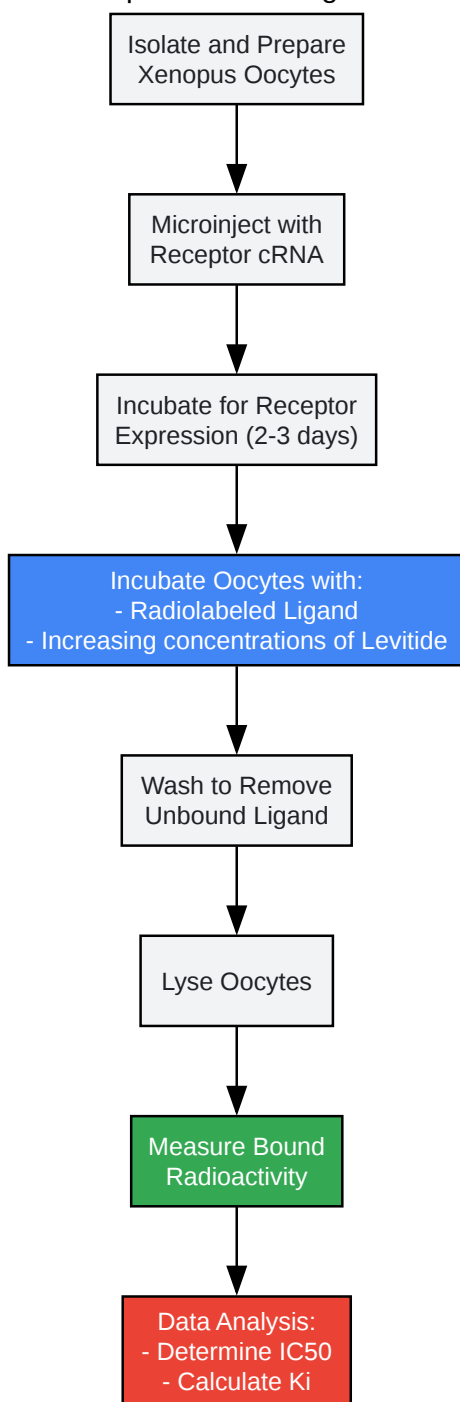 Isolate and Prepare
Xenopus Oocytes
Microinject with
Receptor cRNA
Incubate for Receptor
Expression (2-3 days)
Incubate Oocytes with:
- Radiolabeled Ligand
- Increasing concentrations of Levitide
Wash to Remove
Unbound Ligand
Lyse Oocytes
Measure Bound
Radioactivity
Data Analysis:
- Determine IC50
- Calculate Ki